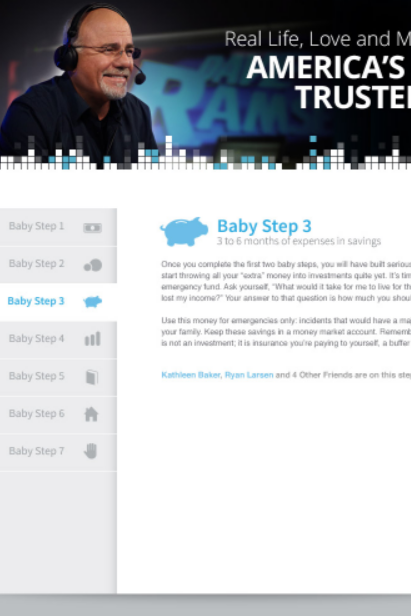 Real Life, Love and M
AMERICA'S
TRUSTE
Baby Step 1
Baby Step 2
Baby Step 3
Baby Step 4
Baby Step 5
Baby Step 6
Baby Step 7
Baby Step 3
3 to 6 months of expenses in savings
Once you complete the first two baby steps, you will have built seriou
start throwing all your "extra" money into investments quite yet. It's tim
emergency fund. Ask yourself, "What would it take for me to live for th
lost my income?" Your answer to that question is how much you shou
Use this money for emergencies only: incidents that would have a ma
your family. Keep these savings in a money market account. Rememb
is not an investment; it is insurance you're paying to yourself, a buffer
Kathleen Baker, Ryan Larsen and 4 Other Friends are on this ste